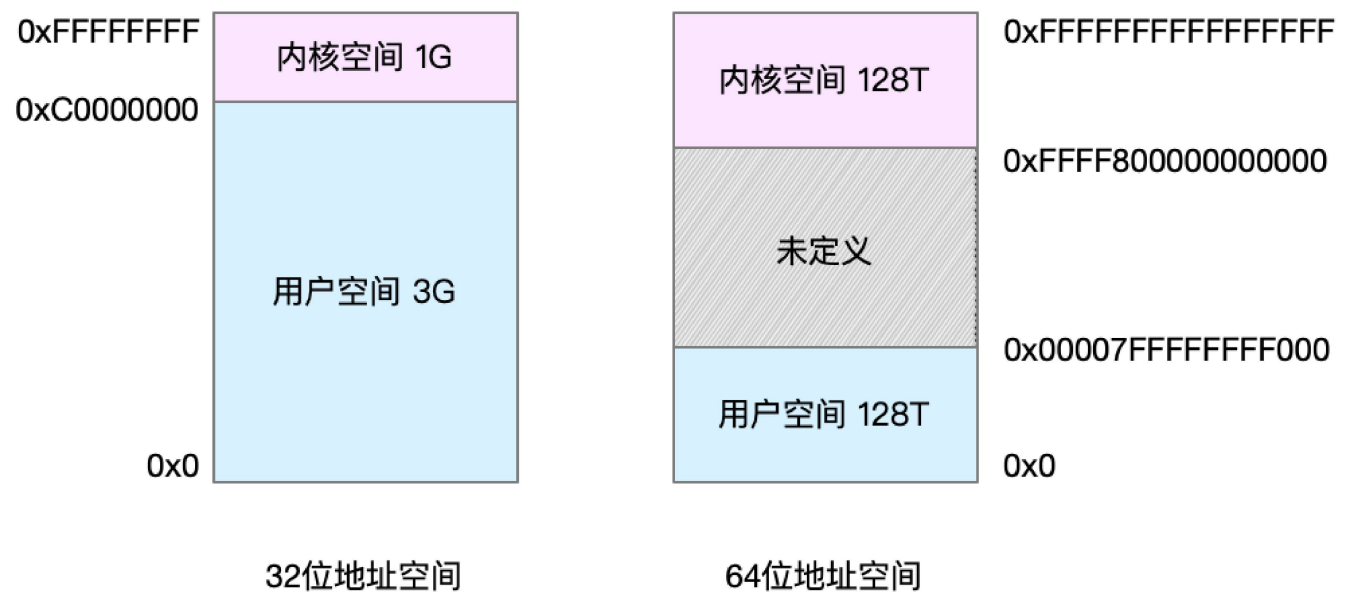 0xFFFFFFFF
内核空间 1G
0xC0000000
用户空间 3G
0x0
32位地址空间
0xFFFFFFFFFFFFFFFF
内核空间 128T
0xFFFF800000000000
未定义
0x00007FFFFFFFF000
用户空间 128T
0x0
64位地址空间